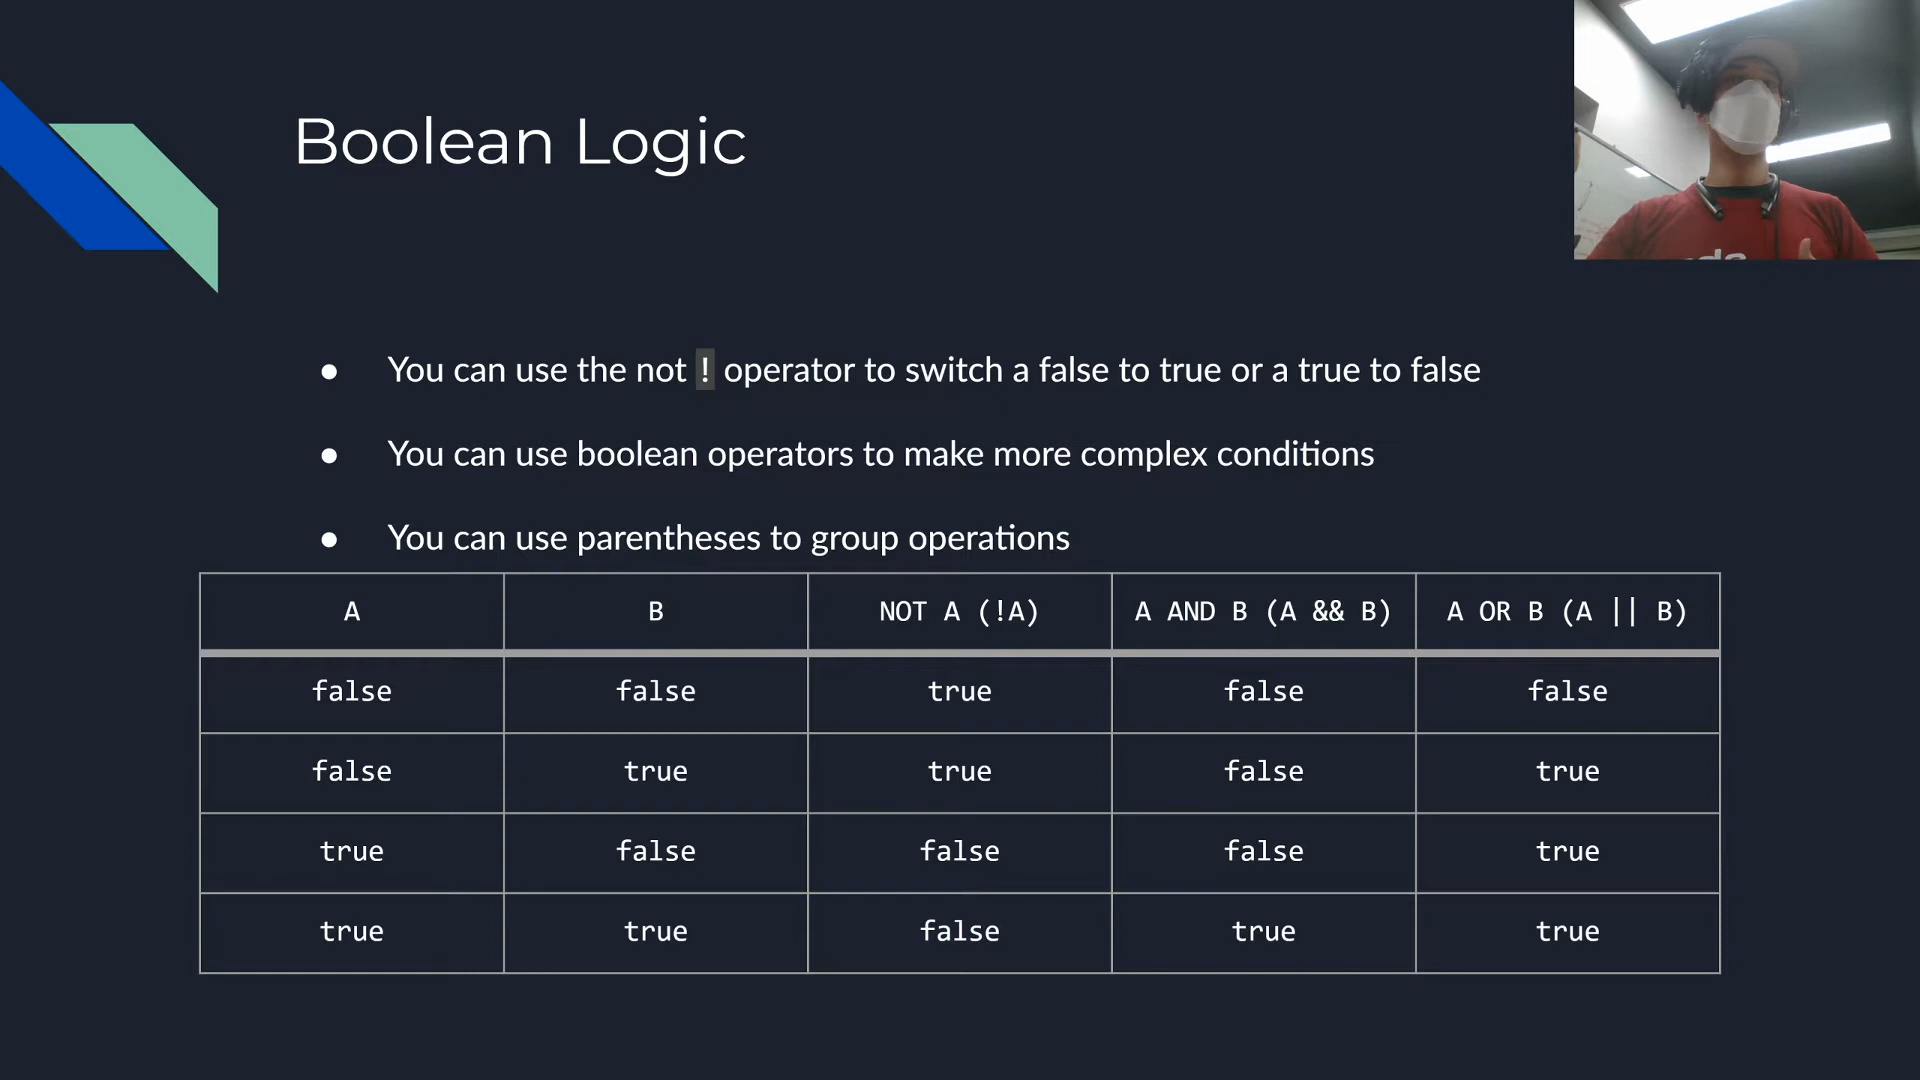 Boolean Logic
● You can use the not ! operator to switch a false to true or a true to false
● You can use boolean operators to make more complex conditions
● You can use parentheses to group operations
A B NOT A (!A) A AND B (A && B) A OR B (A || B)
false false true false false
false true true false true
true false false false true
true true false true true